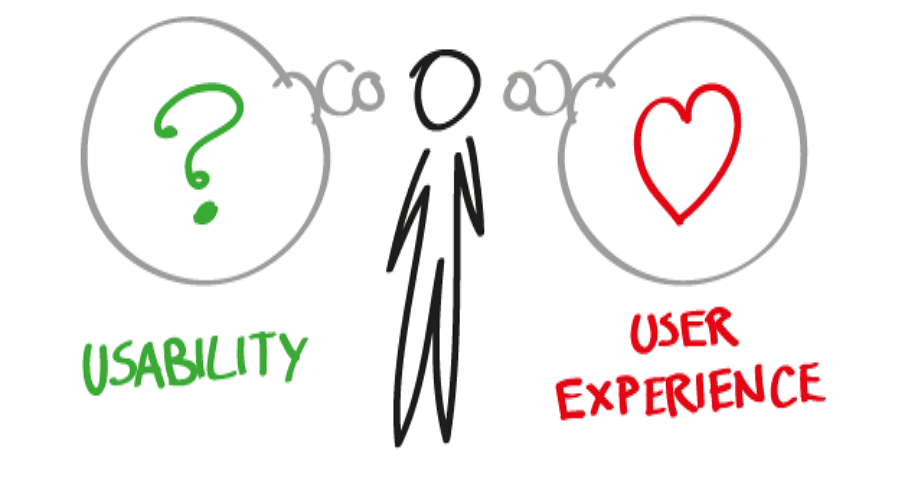 ?
USABILITY
USER
EXPERIENCE